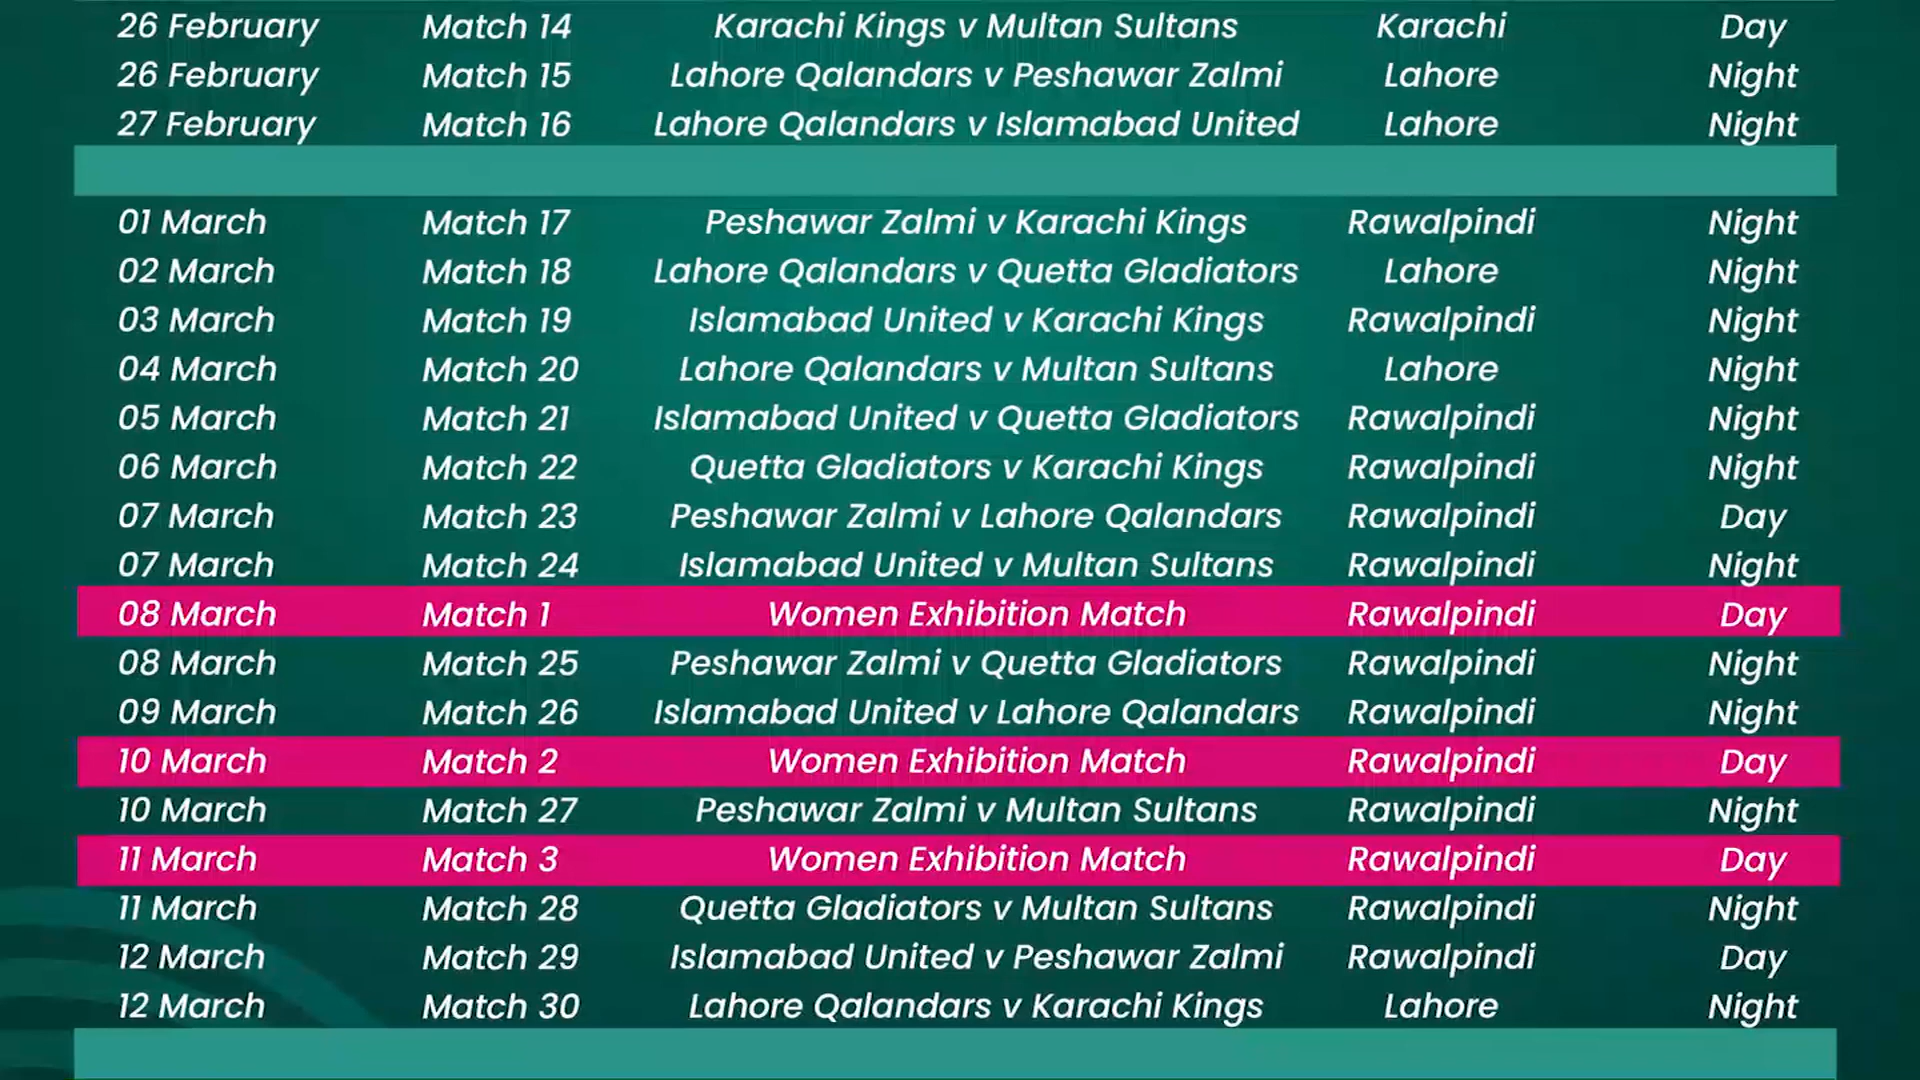 26 February Match 14 Karachi Kings v Multan Sultans Karachi Day
26 February Match 15 Lahore Qalandars v Peshawar Zalmi Lahore Night
27 February Match 16 Lahore Qalandars v Islamabad United Lahore Night
01 March Match 17 Peshawar Zalmi v Karachi Kings Rawalpindi Night
02 March Match 18 Lahore Qalandars v Quetta Gladiators Lahore Night
03 March Match 19 Islamabad United v Karachi Kings Rawalpindi Night
04 March Match 20 Lahore Qalandars v Multan Sultans Lahore Night
05 March Match 21 Islamabad United v Quetta Gladiators Rawalpindi Night
06 March Match 22 Quetta Gladiators v Karachi Kings Rawalpindi Night
07 March Match 23 Peshawar Zalmi v Lahore Qalandars Rawalpindi Day
07 March Match 24 Islamabad United v Multan Sultans Rawalpindi Night
08 March Match 1 Women Exhibition Match Rawalpindi Day
08 March Match 25 Peshawar Zalmi v Quetta Gladiators Rawalpindi Night
09 March Match 26 Islamabad United v Lahore Qalandars Rawalpindi Night
10 March Match 2 Women Exhibition Match Rawalpindi Day
10 March Match 27 Peshawar Zalmi v Multan Sultans Rawalpindi Night
11 March Match 3 Women Exhibition Match Rawalpindi Day
11 March Match 28 Quetta Gladiators v Multan Sultans Rawalpindi Night
12 March Match 29 Islamabad United v Peshawar Zalmi Rawalpindi Day
12 March Match 30 Lahore Qalandars v Karachi Kings Lahore Night